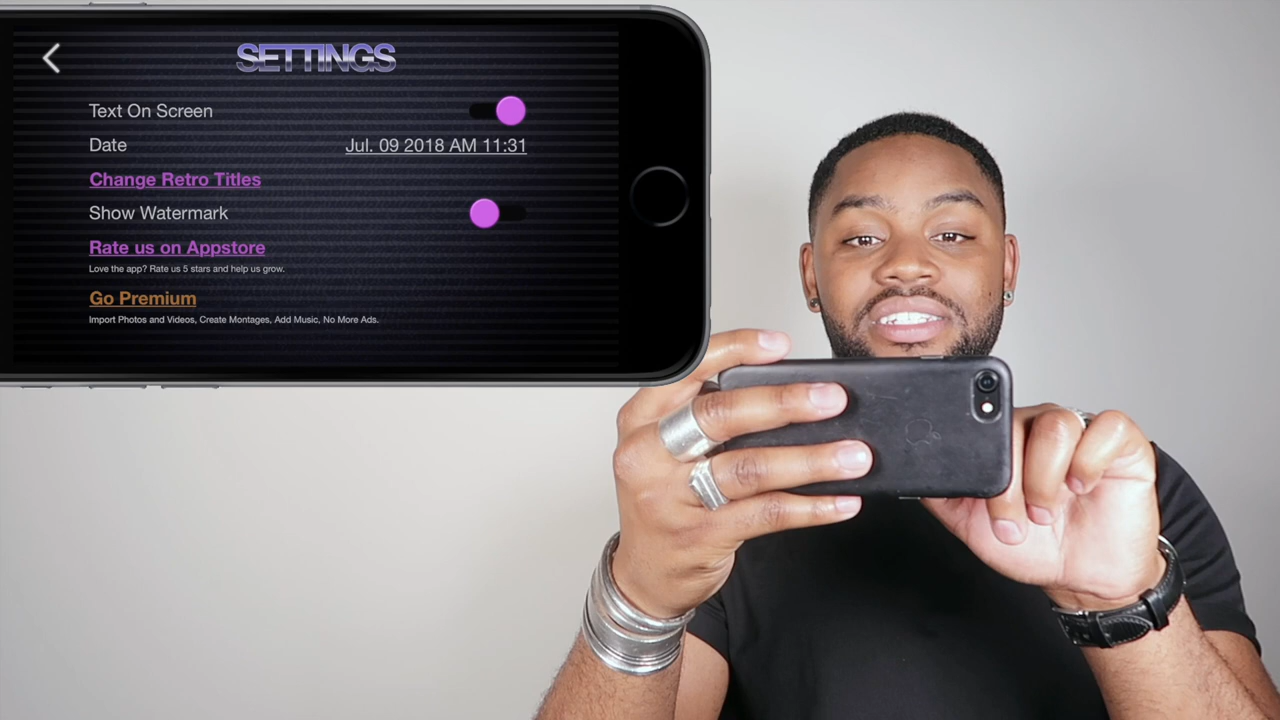 SETTINGS
Text On Screen
Date Jul. 09 2018 AM 11:31
Change Retro Titles
Show Watermark
Rate us on Appstore
Love the app? Rate us 5 stars and help us grow.
Go Premium
Import Photos and Videos, Create Montages, Add Music, No More Ads.